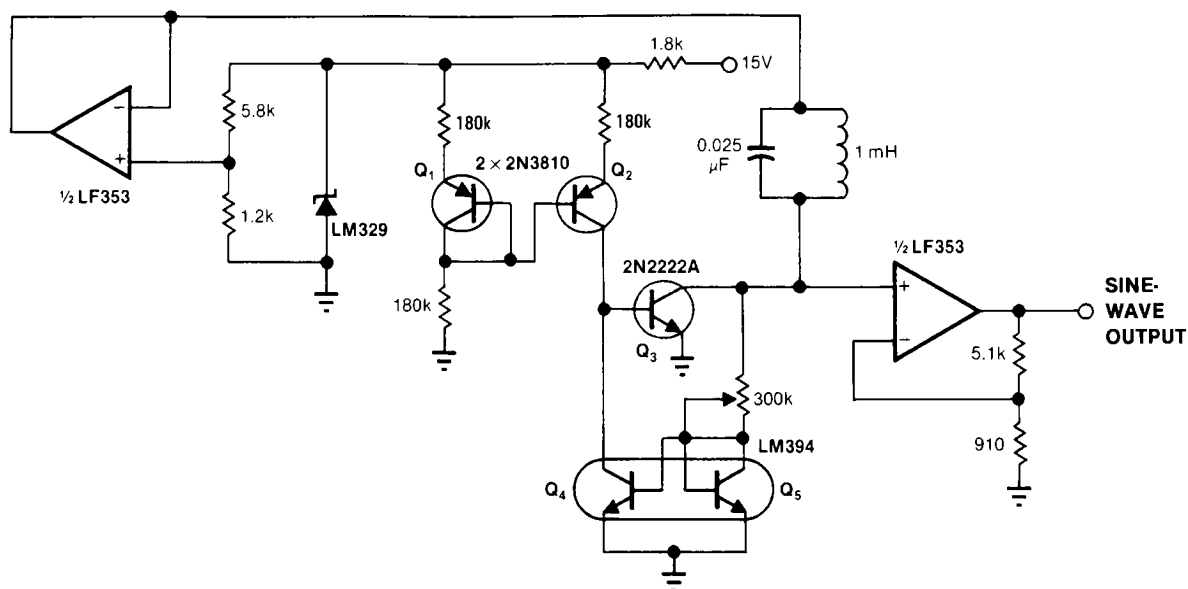 1.8k
15V
5.8k
−
180k
180k
+
2 × 2N3810
Q1
Q2
0.025
µF
1 mH
½ LF353
1.2k
LM329
½ LF353
2N2222A
+
180k
SINE-
WAVE
OUTPUT
−
Q3
5.1k
300k
LM394
910
Q4
Q5